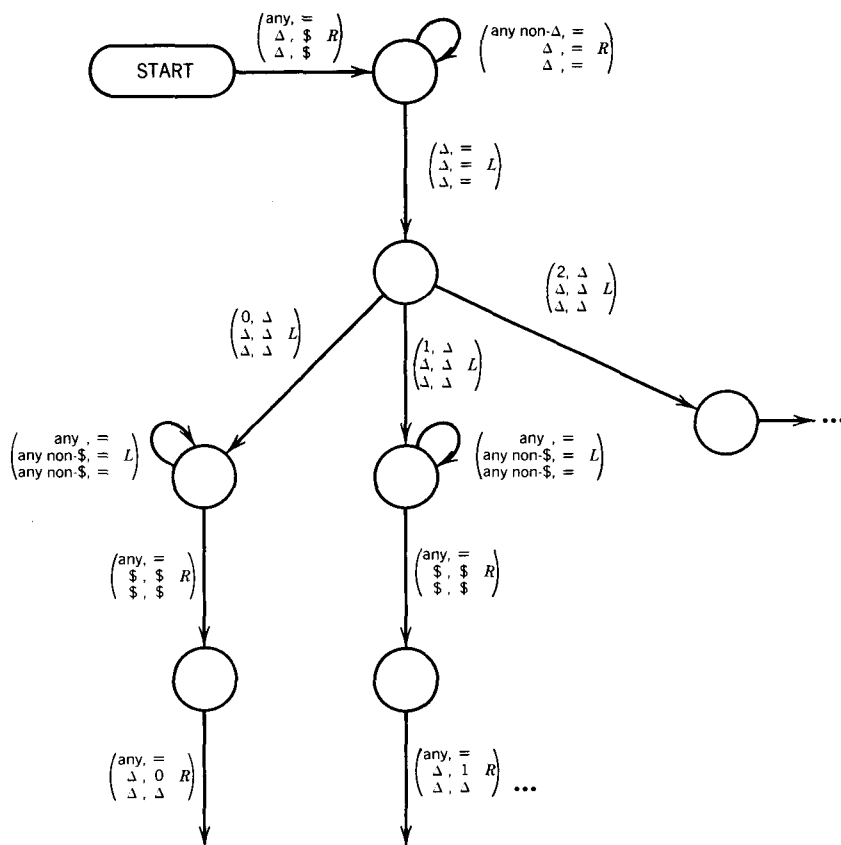 any, =
Δ, $ R
Δ, $
START
any non-Δ, =
Δ, = R
Δ, =
Δ, =
Δ, = L
Δ, =
2, Δ
Δ, Δ L
Δ, Δ
0, Δ
Δ, Δ L
Δ, Δ
1, Δ
Δ, Δ L
Δ, Δ
...
any, =
any non-$, = L
any non-$, =
any, =
any non-$, = L
any non-$, =
any, =
$, $ R
$, $
any, =
$, $ R
$, $
any, =
Δ, 0 R
Δ, Δ
any, =
Δ, 1 R
Δ, Δ
...